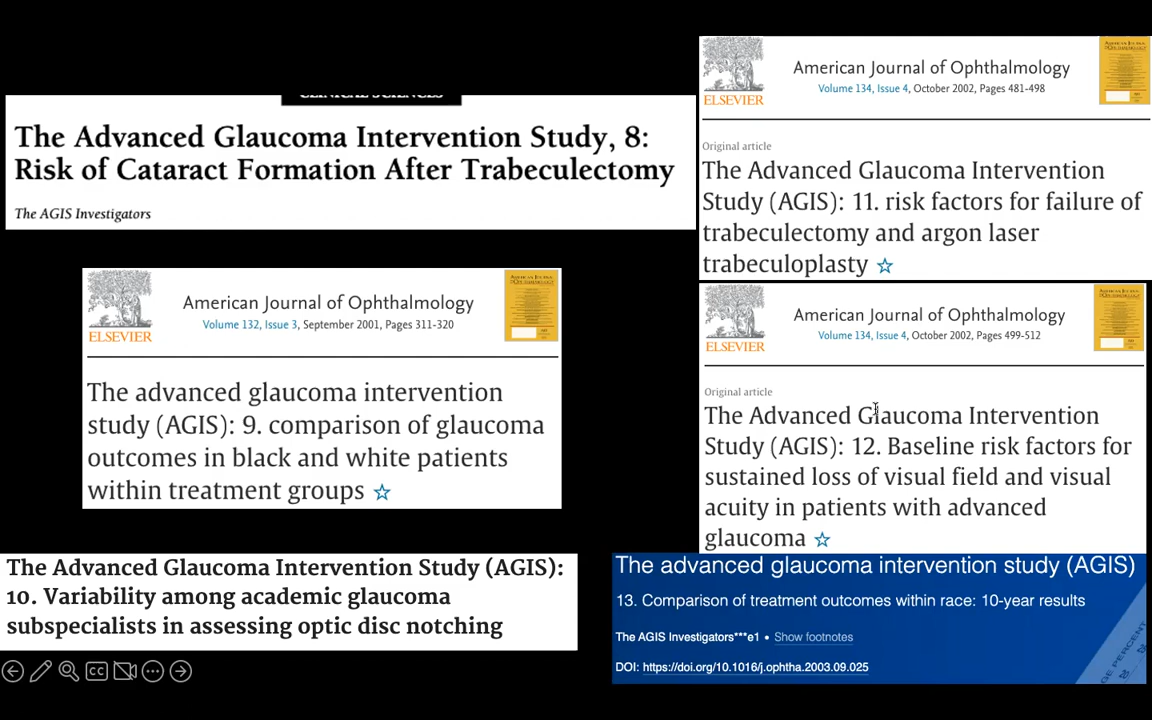 CLINICAL SCIENCES
The Advanced Glaucoma Intervention Study, 8:
Risk of Cataract Formation After Trabeculectomy
The AGIS Investigators
ELSEVIER
American Journal of Ophthalmology
Volume 132, Issue 3, September 2001, Pages 311-320
The advanced glaucoma intervention
study (AGIS): 9. comparison of glaucoma
outcomes in black and white patients
within treatment groups ☆
The Advanced Glaucoma Intervention Study (AGIS):
10. Variability among academic glaucoma
subspecialists in assessing optic disc notching
CC
ELSEVIER
American Journal of Ophthalmology
Volume 134, Issue 4, October 2002, Pages 481-498
Original article
The Advanced Glaucoma Intervention
Study (AGIS): 11. risk factors for failure of
trabeculectomy and argon laser
trabeculoplasty ☆
ELSEVIER
American Journal of Ophthalmology
Volume 134, Issue 4, October 2002, Pages 499-512
Original article
The Advanced Glaucoma Intervention
Study (AGIS): 12. Baseline risk factors for
sustained loss of visual field and visual
acuity in patients with advanced
glaucoma ☆
The advanced glaucoma intervention study (AGIS)
13. Comparison of treatment outcomes within race: 10-year results
The AGIS Investigators***e1 • Show footnotes
DOI: https://doi.org/10.1016/j.ophtha.2003.09.025